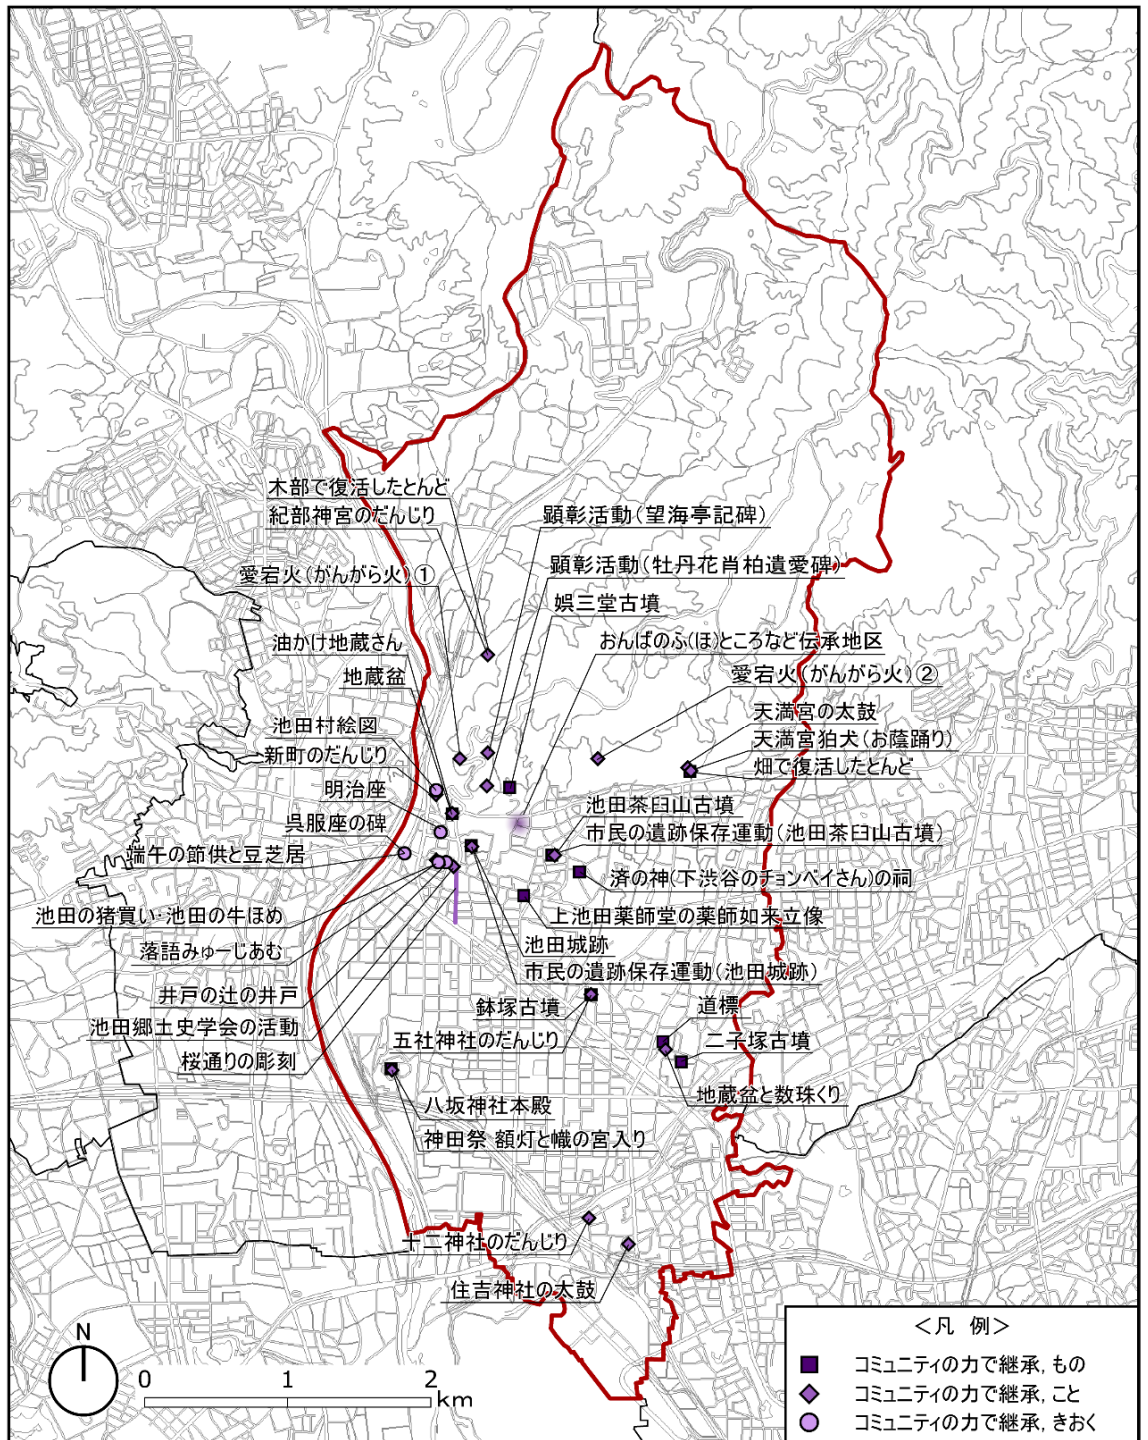 木部で復活したとんど
紀部神宮のだんじり
顕彰活動(望海亭記碑)
愛宕火(がんがら火)①
顕彰活動(牡丹花肖柏遺愛碑)
娯三堂古墳
油かけ地蔵さん
おんばのふ(ほ)ところなど伝承地区
地蔵盆
愛宕火(がんがら火)②
池田村絵図
天満宮の太鼓
新町のだんじり
天満宮狛犬(お蔭踊り)
明治座
畑で復活したとんど
呉服座の碑
池田茶臼山古墳
市民の遺跡保存運動(池田茶臼山古墳)
端午の節供と豆芝居
済の神(下渋谷のチョンベイさん)の祠
池田の猪買い・池田の牛ほめ
上池田薬師堂の薬師如来立像
落語みゅーじあむ
池田城跡
市民の遺跡保存運動(池田城跡)
井戸の辻の井戸
鉢塚古墳
道標
池田郷土史学会の活動
五社神社のだんじり
二子塚古墳
桜通りの彫刻
地蔵盆と数珠くり
八坂神社本殿
神田祭 額灯と幟の宮入り
十二神社のだんじり
住吉神社の太鼓
N
0 1 2
km
<凡 例>
コミュニティの力で継承, もの
コミュニティの力で継承, こと
コミュニティの力で継承, きおく